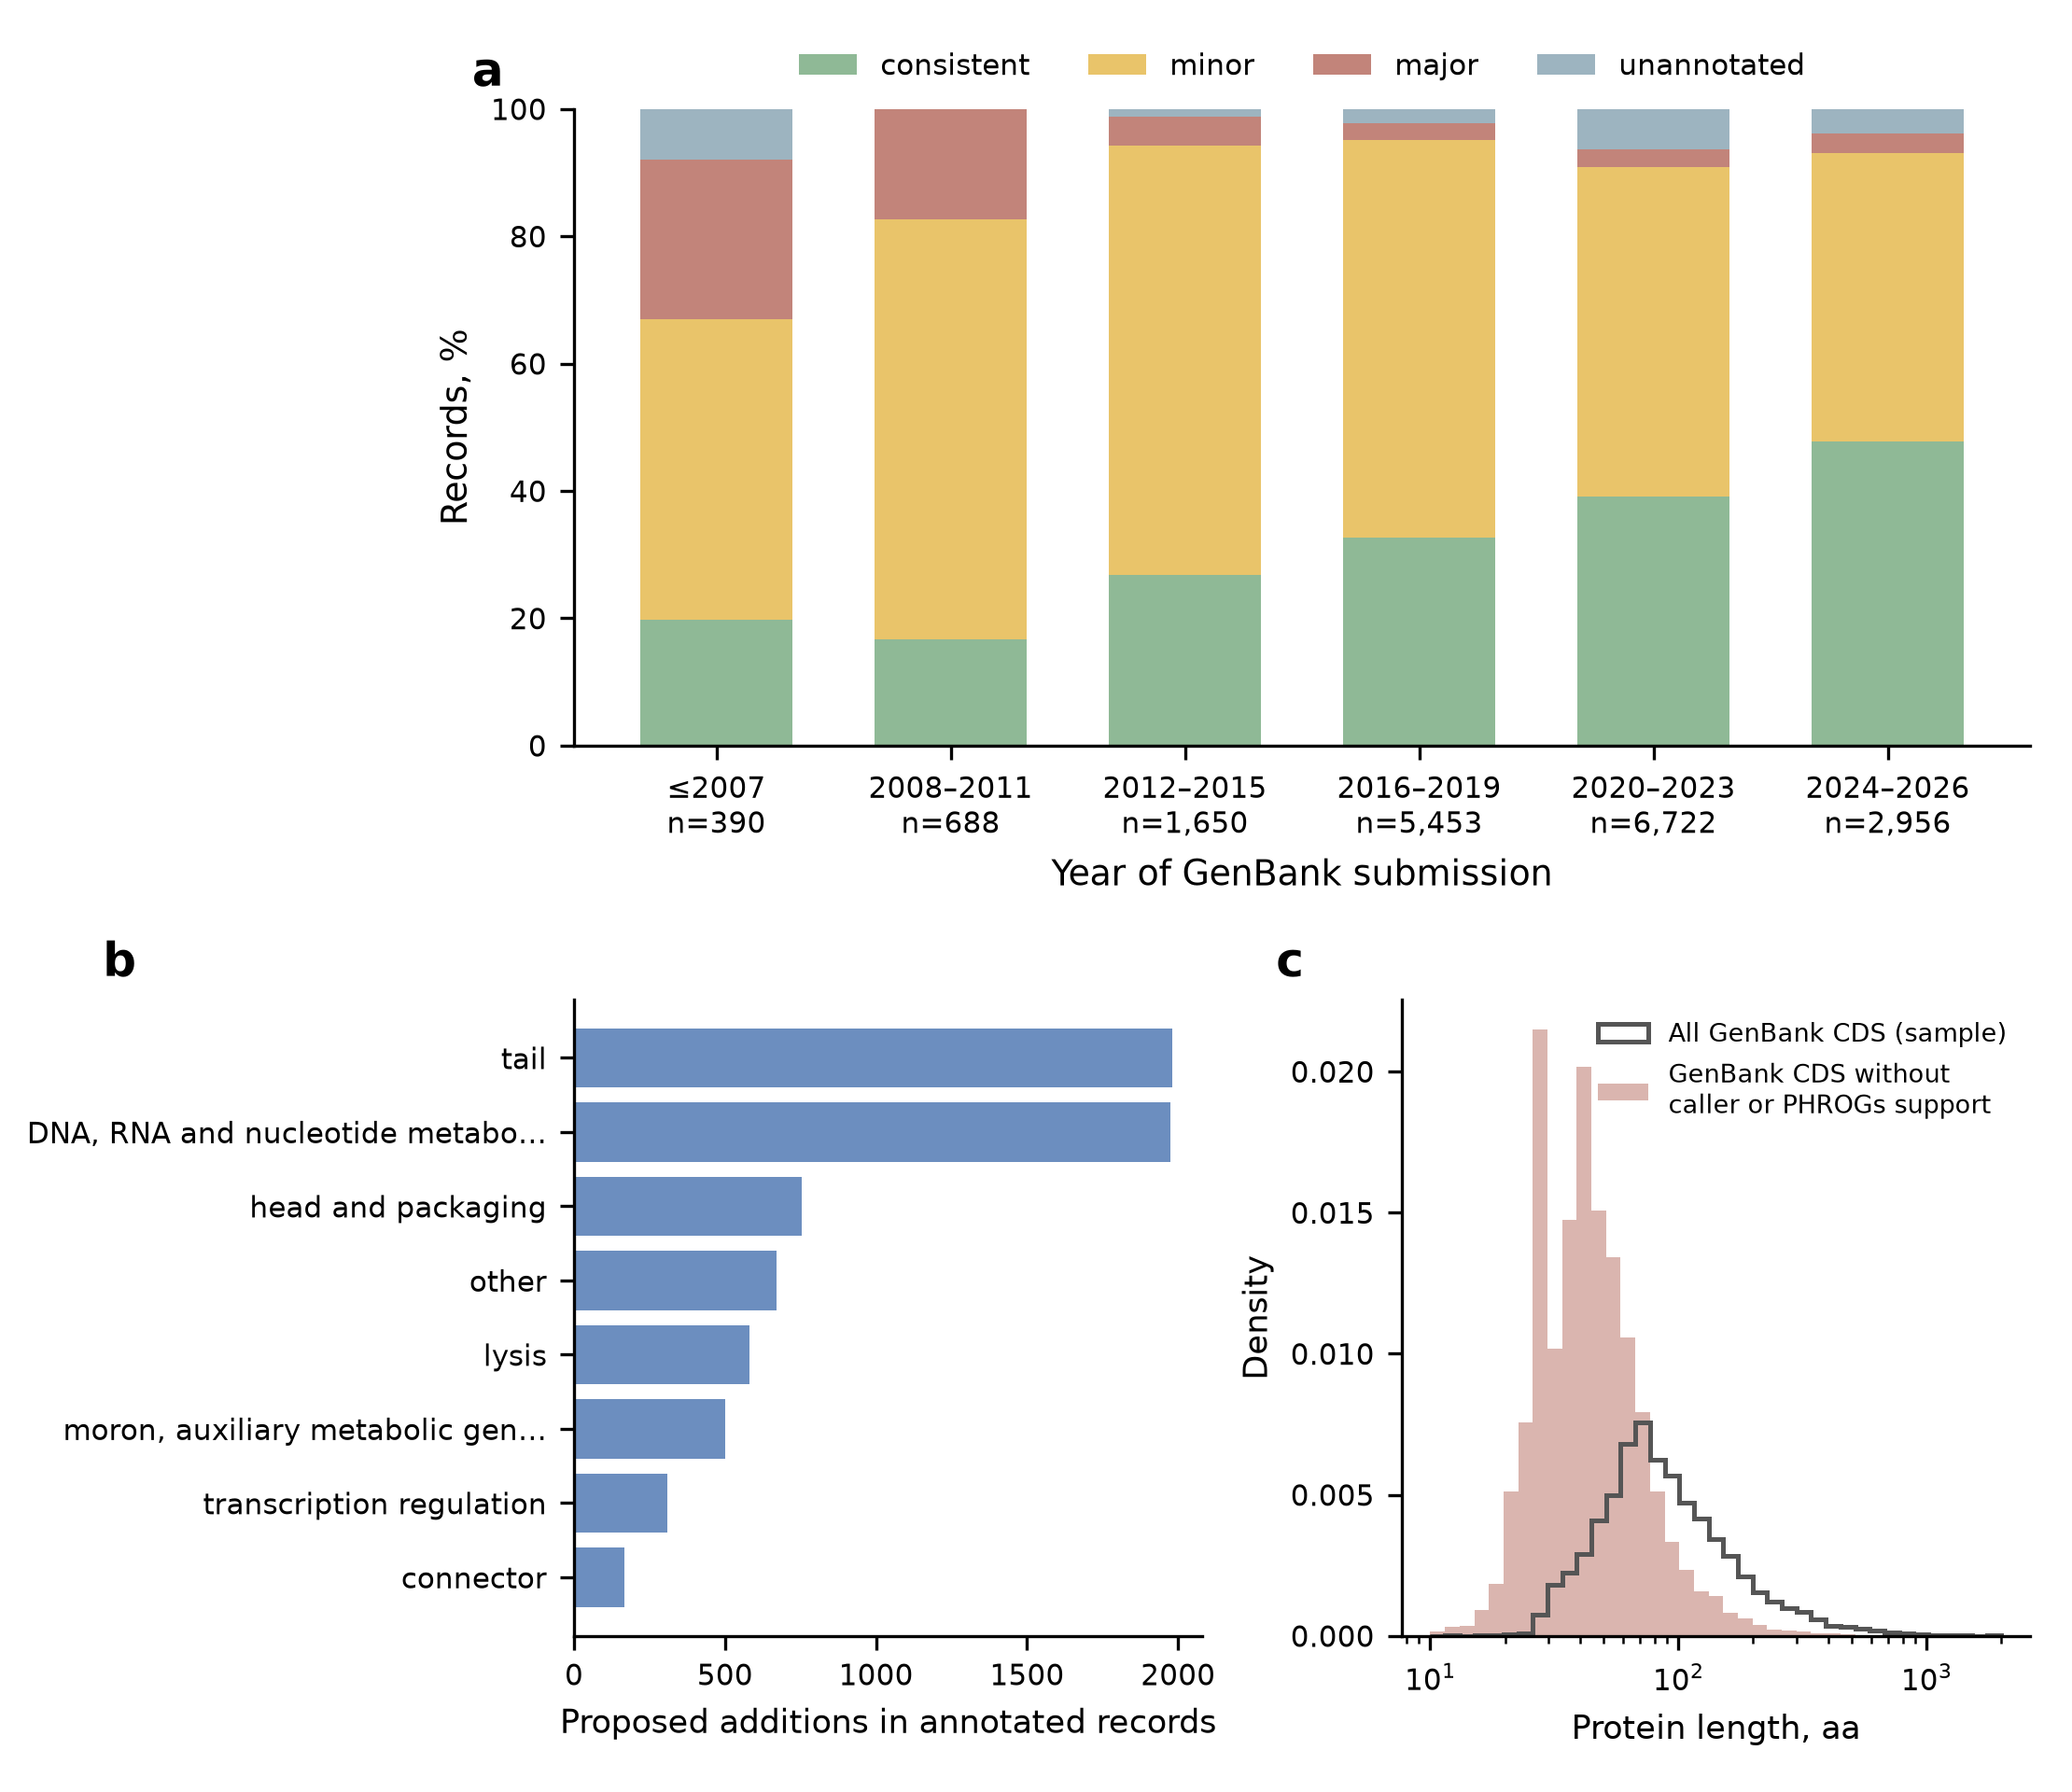 a
consistent
minor
major
unannotated
100
80
60
40
20
0
Records, %
≤2007
n=390
2008–2011
n=688
2012–2015
n=1,650
2016–2019
n=5,453
2020–2023
n=6,722
2024–2026
n=2,956
Year of GenBank submission
b
tail
DNA, RNA and nucleotide metabo...
head and packaging
other
lysis
moron, auxiliary metabolic gen...
transcription regulation
connector
0
500
1000
1500
2000
Proposed additions in annotated records
c
All GenBank CDS (sample)
GenBank CDS without
caller or PHROGs support
0.020
0.015
0.010
0.005
0.000
Density
10¹
10²
10³
Protein length, aa